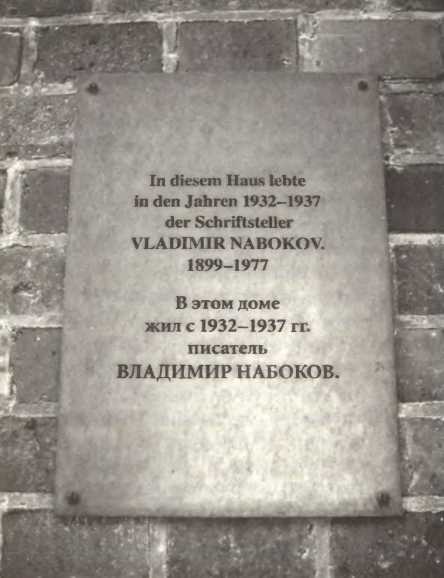 In diesem Haus lebte
in den Jahren 1932–1937
der Schriftsteller
VLADIMIR NABOKOV.
1899–1977
В этом доме
жил с 1932–1937 гг.
писатель
ВЛАДИМИР НАБОКОВ.